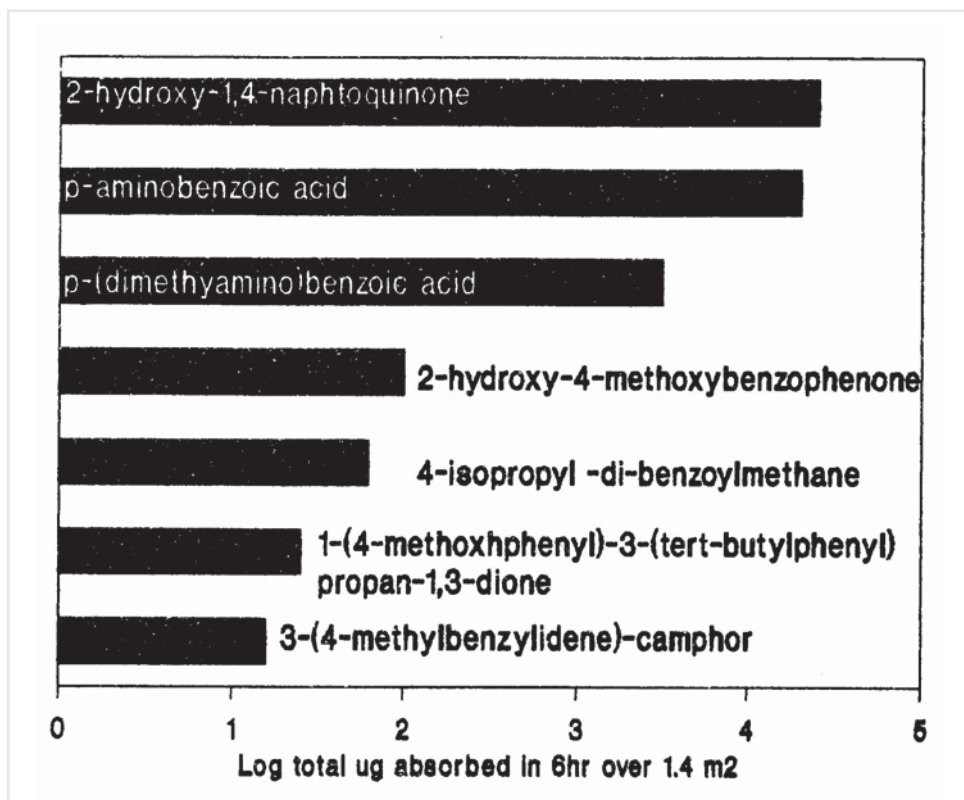 2-hydroxy-1,4-naphtoquinone
p-aminobenzoic acid
p-(dimethyamino)benzoic acid
2-hydroxy-4-methoxybenzophenone
4-isopropyl -di-benzoylmethane
1-(4-methoxhphenyl)-3-(tert-butylphenyl)
propan-1,3-dione
3-(4-methylbenzylidene)-camphor
0 1 2 3 4 5
Log total ug absorbed in 6hr over 1.4 m2